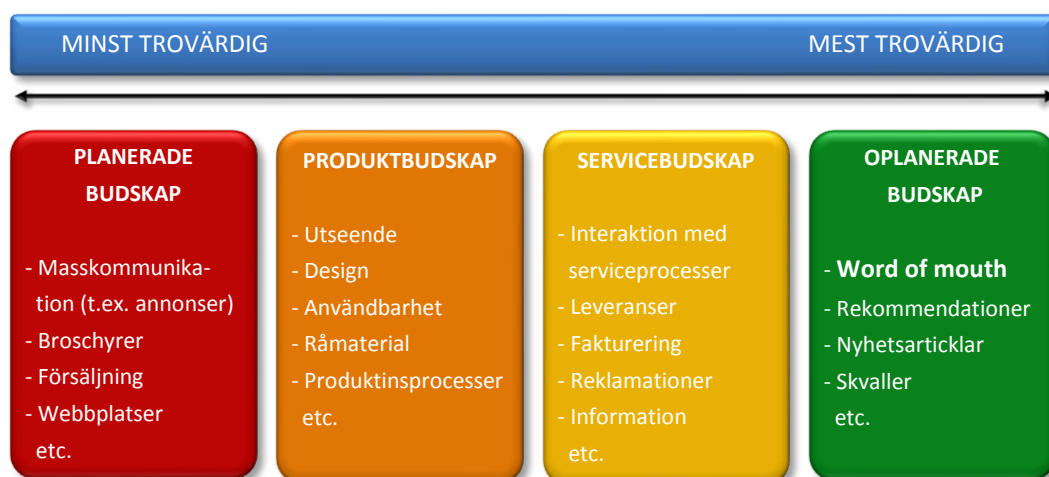 MINST TROVÄRDIG
MEST TROVÄRDIG
PLANERADE
BUDSKAP
- Masskommunika-
tion (t.ex. annonser)
- Broschyrer
- Försäljning
- Webbplatser
etc.
PRODUKTBUDSKAP
- Utseende
- Design
- Användbarhet
- Råmaterial
- Produktinsprocesser
etc.
SERVICEBUDSKAP
- Interaktion med
serviceprocesser
- Leveranser
- Fakturering
- Reklamationer
- Information
etc.
OPLANERADE
BUDSKAP
- Word of mouth
- Rekommendationer
- Nyhetsarticklar
- Skvaller
etc.